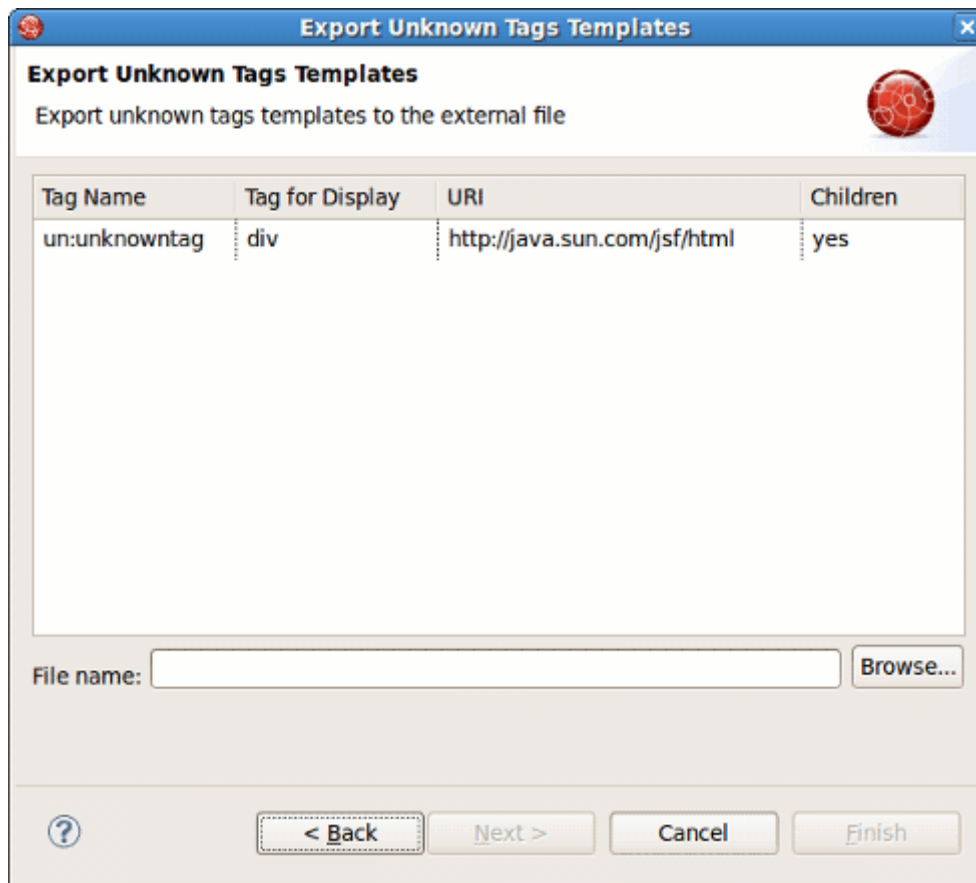 Export Unknown Tags Templates
Export Unknown Tags Templates
Export unknown tags templates to the external file
Tag Name Tag for Display URI Children
un:unknowntag div http://java.sun.com/jsf/html yes
File name: Browse...
? < Back Next > Cancel Finish